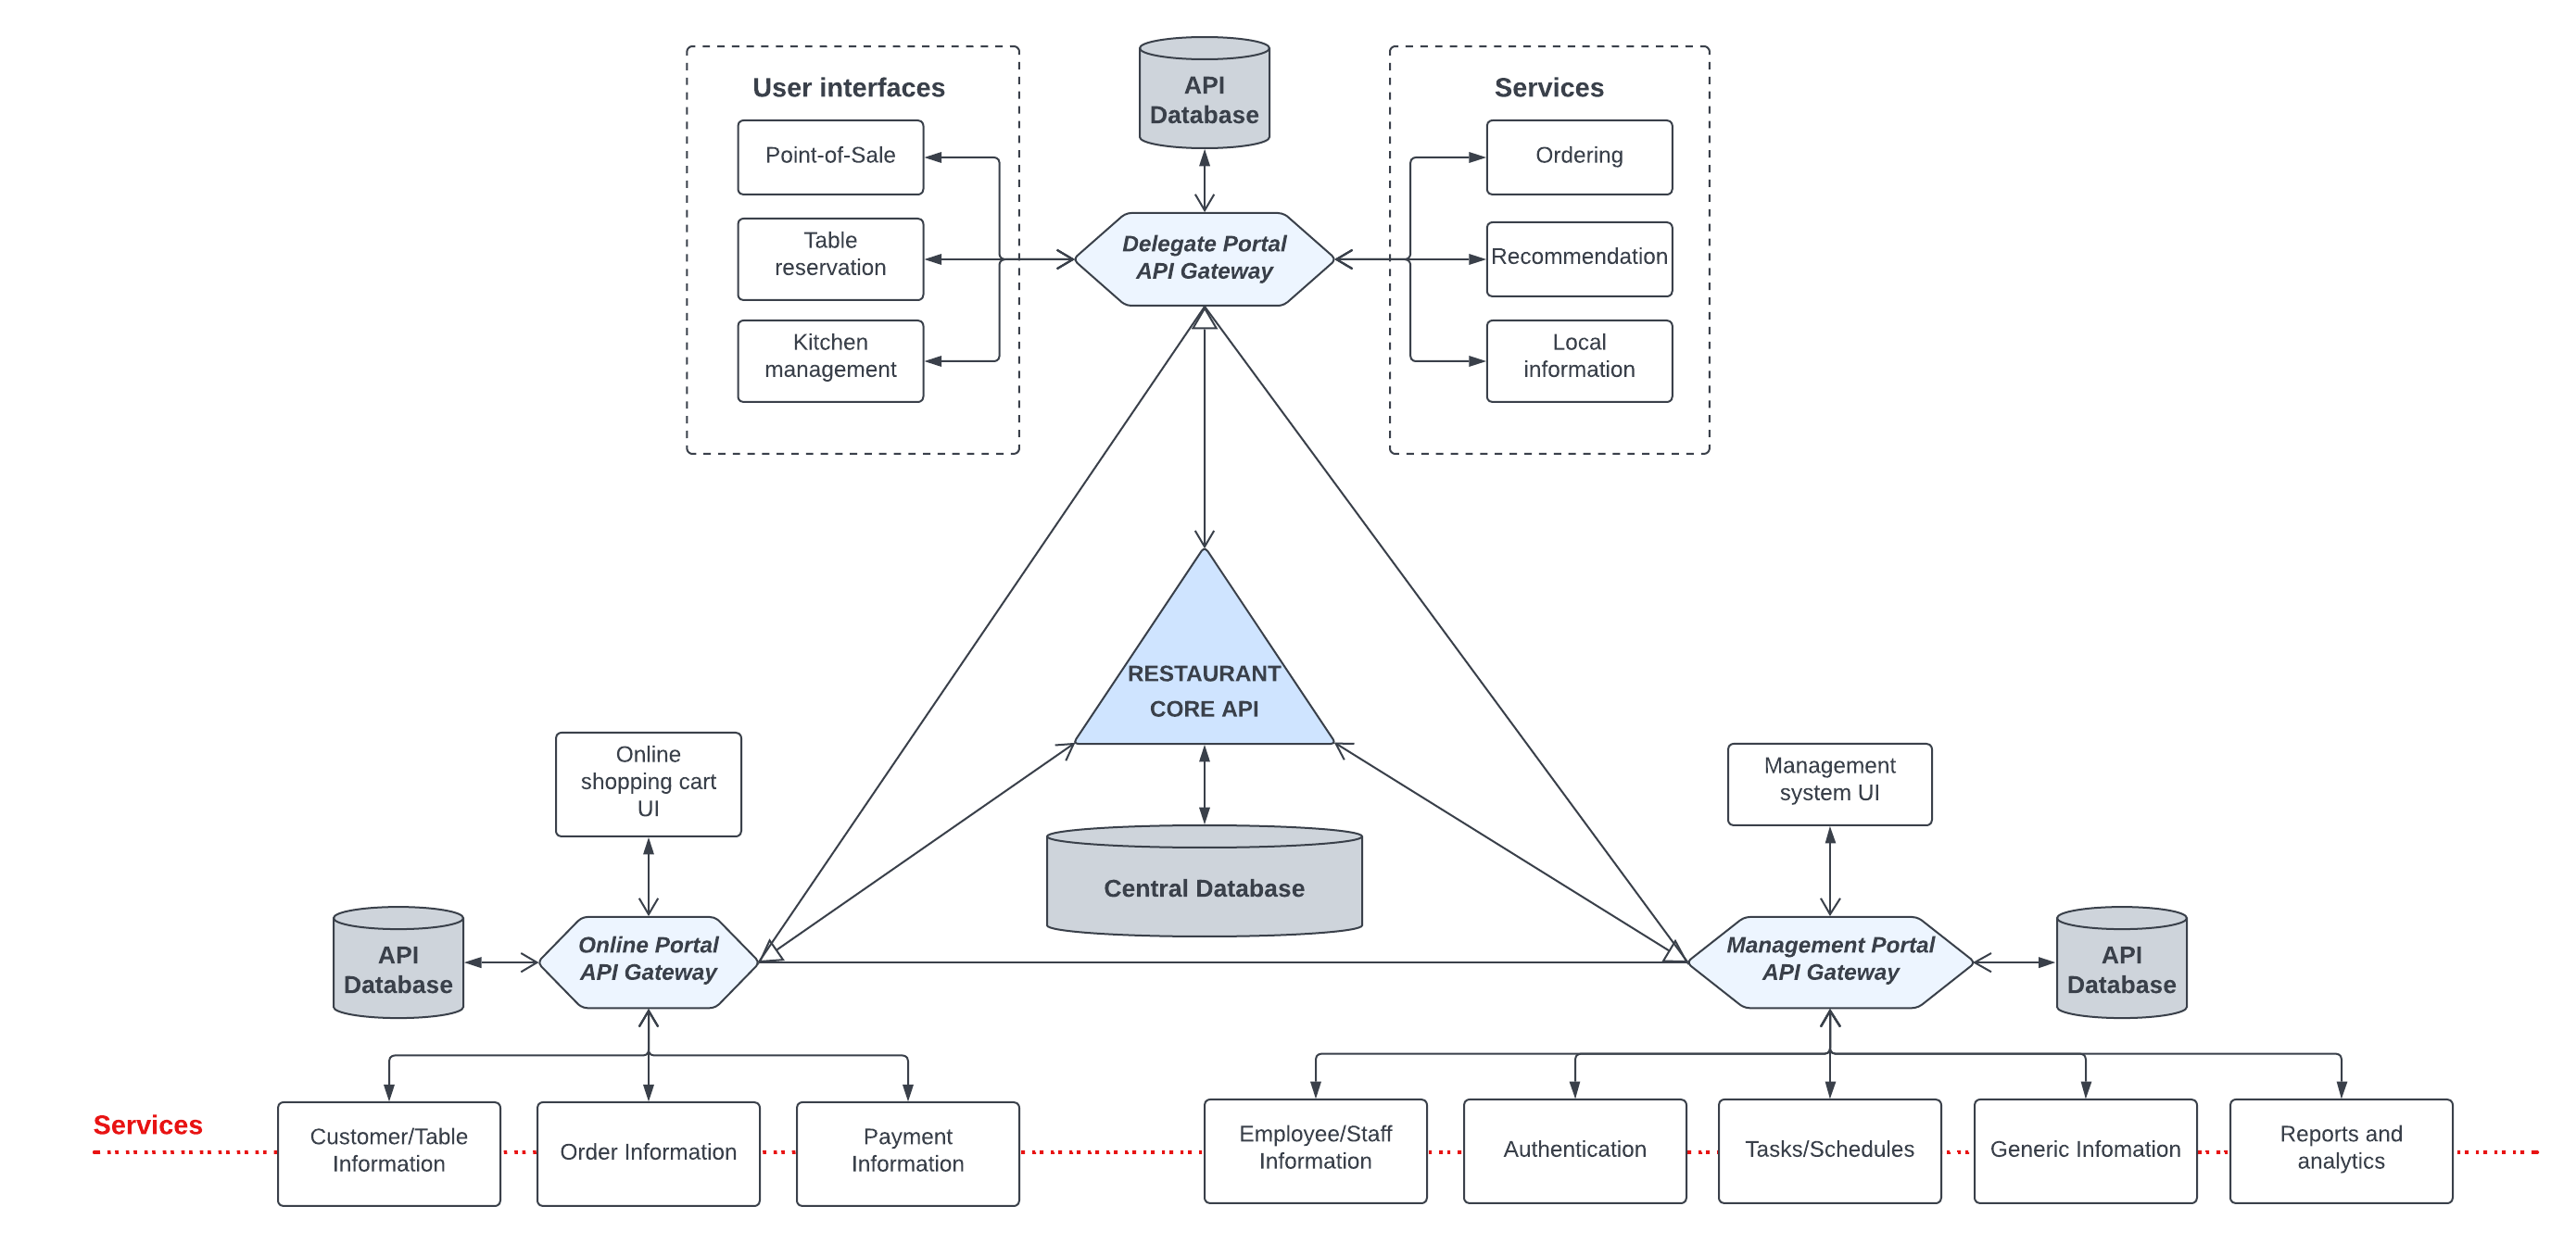 User interfaces
Point-of-Sale
Table
reservation
Kitchen
management
API
Database
Delegate Portal
API Gateway
Services
Ordering
Recommendation
Local
information
RESTAURANT
CORE API
Central Database
Online
shopping cart
UI
API
Database
Online Portal
API Gateway
Management
system UI
Management Portal
API Gateway
API
Database
Services
Customer/Table
Information
Order Information
Payment
Information
Employee/Staff
Information
Authentication
Tasks/Schedules
Generic Infomation
Reports and
analytics